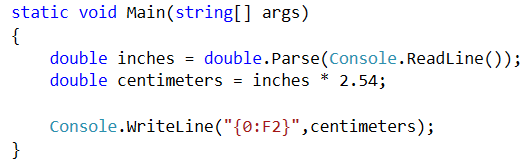 static void Main(string[] args)
{
    double inches = double.Parse(Console.ReadLine());
    double centimeters = inches * 2.54;

    Console.WriteLine("{0:F2}",centimeters);
}